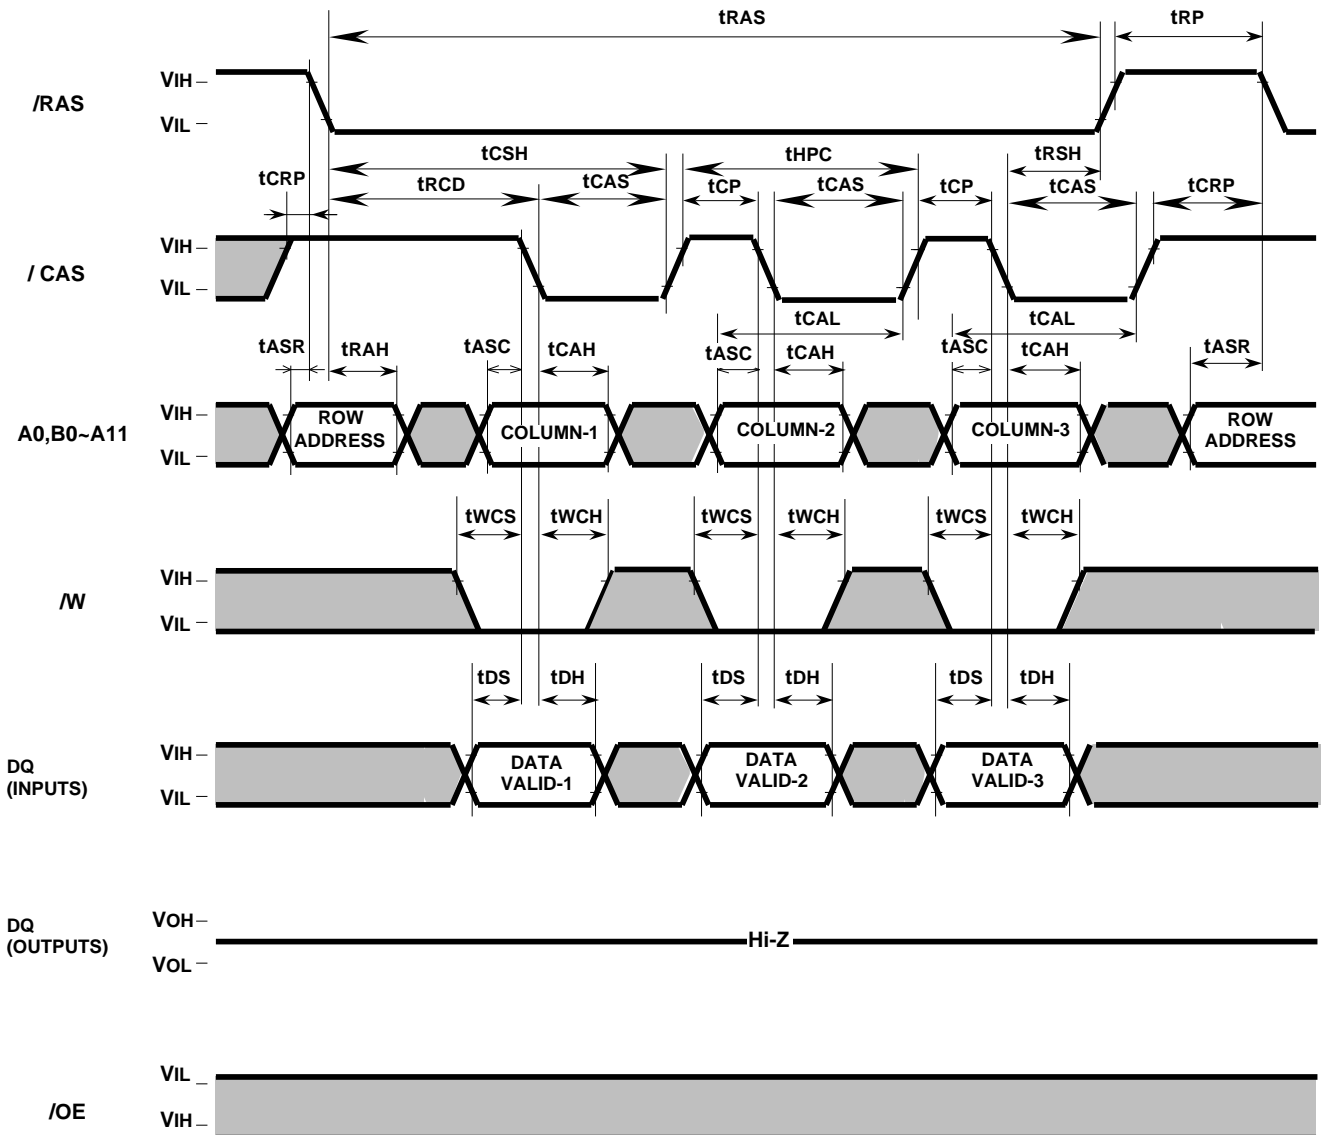 tRAS tRP
VIH
/RAS
VIL
tCSH tHPC tRSH
tCRP tRCD tCAS tCP tCAS tCP tCAS tCRP
VIH
/ CAS
VIL
tCAL tCAL
tASR tRAH tASC tCAH tASC tCAH tASC tCAH tASR
VIH
A0,B0~A11
VIL
ROW
ADDRESS
COLUMN-1
COLUMN-2
COLUMN-3
ROW
ADDRESS
tWCS tWCH tWCS tWCH tWCS tWCH
VIH
/W
VIL
tDS tDH tDS tDH tDS tDH
VIH
DQ
(INPUTS)
VIL
DATA
VALID-1
DATA
VALID-2
DATA
VALID-3
VOH
DQ
(OUTPUTS)
VOL
Hi-Z
VIL
/OE
VIH